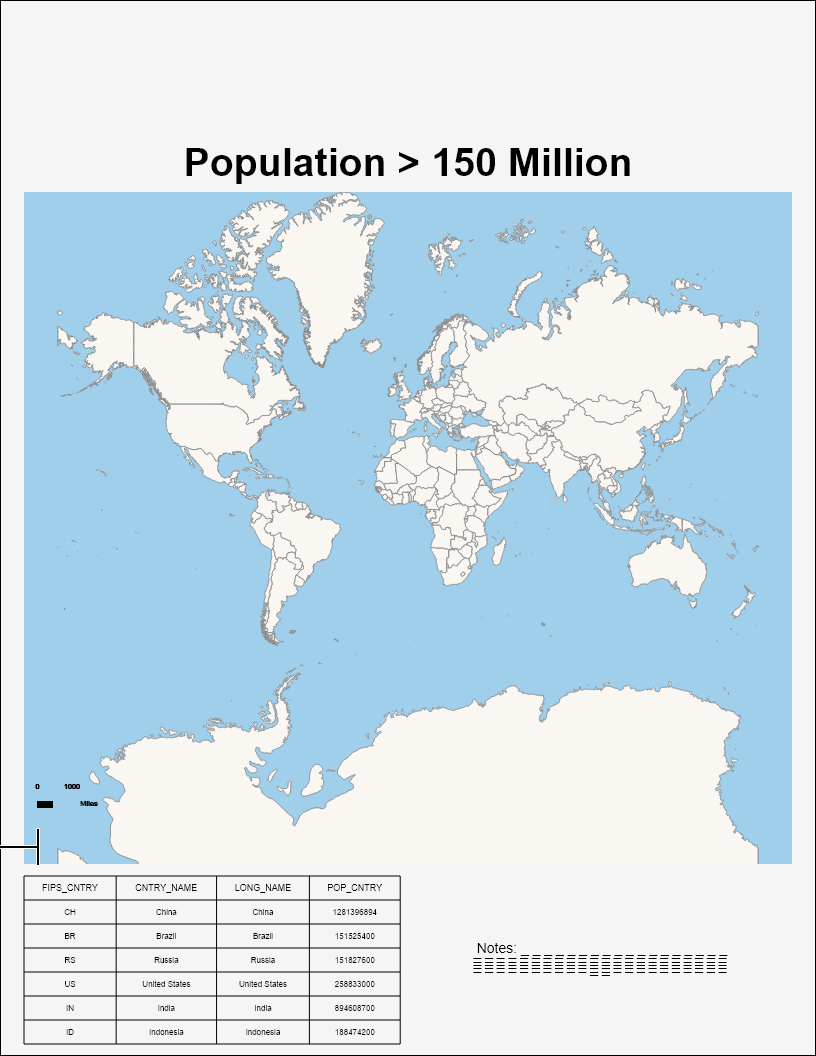 Population > 150 Million
0 1000
Miles
FIPS_CNTRY CNTRY_NAME LONG_NAME POP_CNTRY
CH China China 1281396894
BR Brazil Brazil 151525400
RS Russia Russia 151827600
US United States United States 258833000
IN India India 894608700
ID Indonesia Indonesia 188474200
Notes: